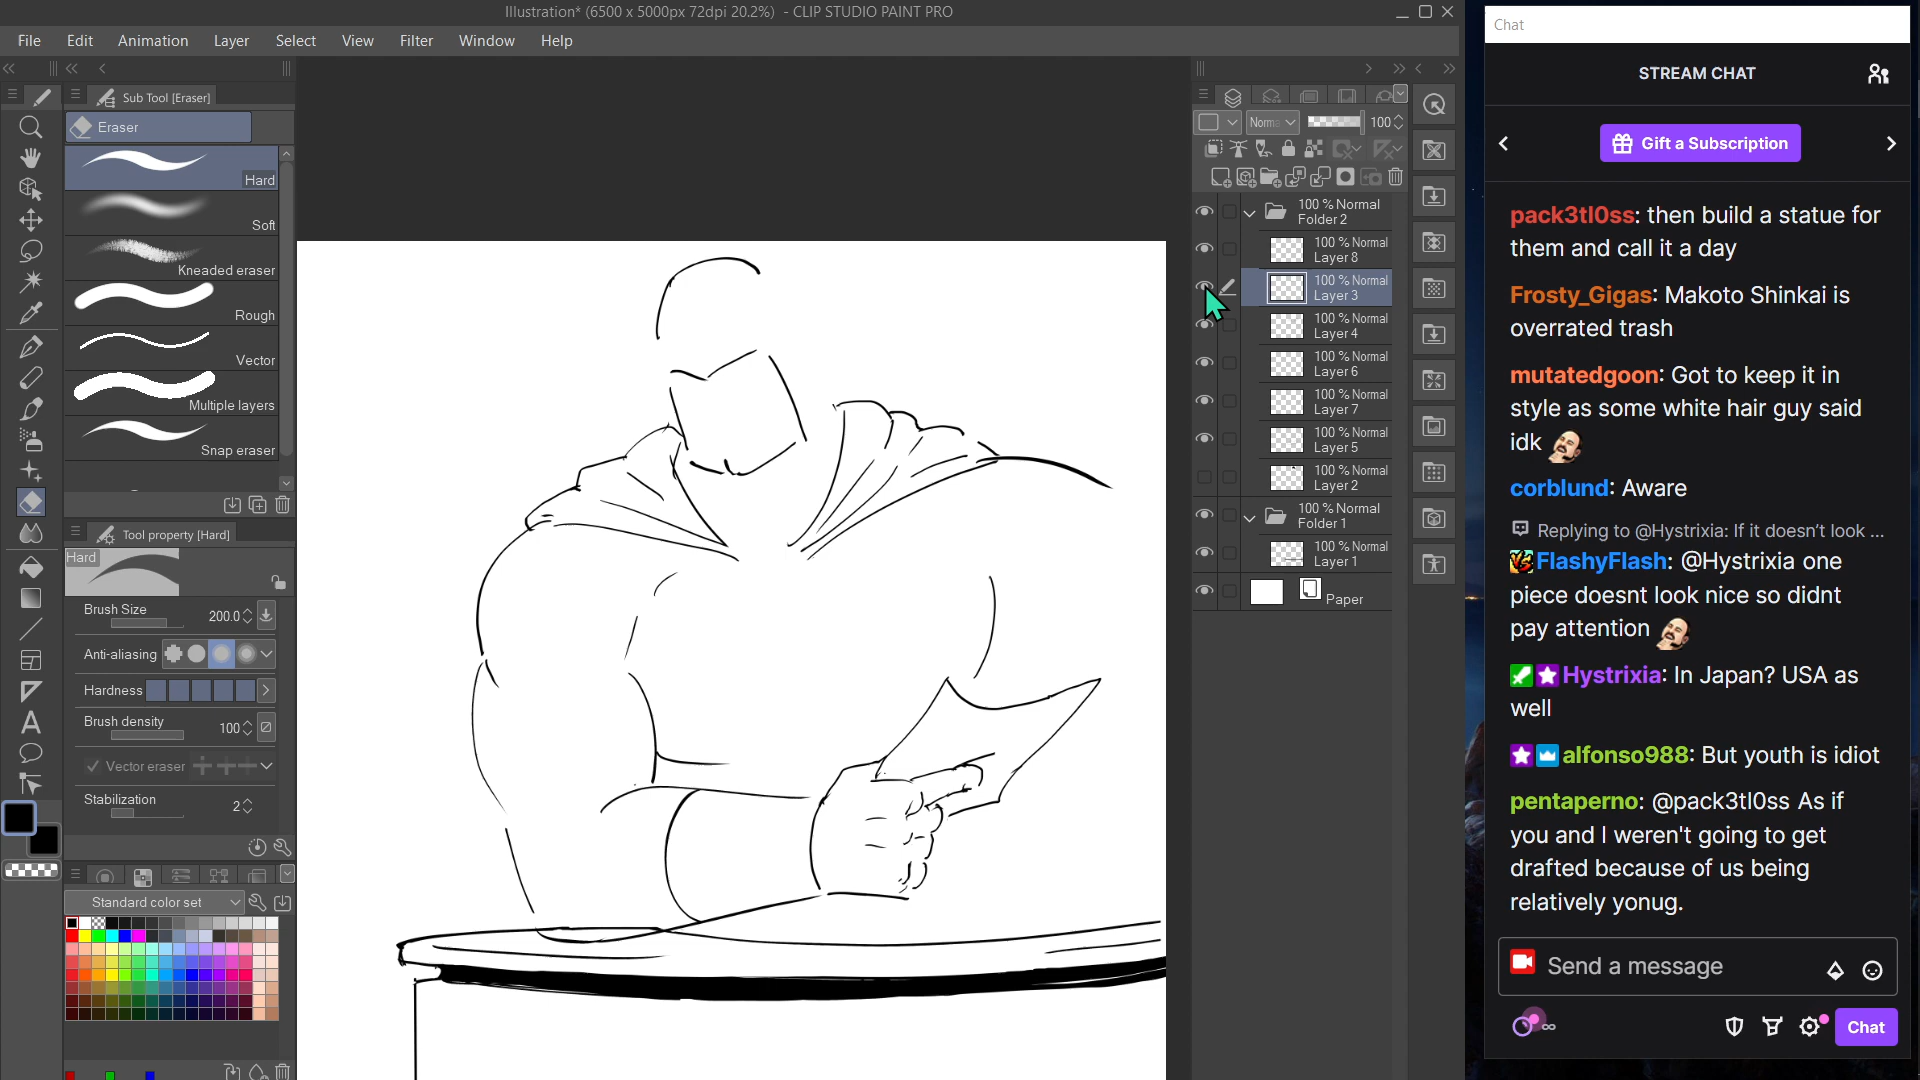 Illustration* (6500 x 5000px 72dpi 20.2%) - CLIP STUDIO PAINT PRO
File Edit Animation Layer Select View Filter Window Help
Sub Tool [Eraser]
Eraser
Hard
Soft
Kneaded eraser
Rough
Vector
Multiple layers
Snap eraser
Tool property [Hard]
Hard
Brush Size 200.0
Anti-aliasing
Hardness
Brush density 100
Vector eraser
Stabilization 2
Standard color set
Norma 100
100 % Normal
Folder 2
100 % Normal
Layer 8
100 % Normal
Layer 3
100 % Normal
Layer 4
100 % Normal
Layer 6
100 % Normal
Layer 7
100 % Normal
Layer 5
100 % Normal
Layer 2
100 % Normal
Folder 1
100 % Normal
Layer 1
Paper
Chat
STREAM CHAT
Gift a Subscription
pack3tl0ss: then build a statue for
them and call it a day
Frosty_Gigas: Makoto Shinkai is
overrated trash
mutatedgoon: Got to keep it in
style as some white hair guy said
idk
corblund: Aware
Replying to @Hystrixia: If it doesn't look ...
FlashyFlash: @Hystrixia one
piece doesnt look nice so didnt
pay attention
Hystrixia: In Japan? USA as
well
alfonso988: But youth is idiot
pentaperno: @pack3tl0ss As if
you and I weren't going to get
drafted because of us being
relatively yonug.
Send a message
Chat